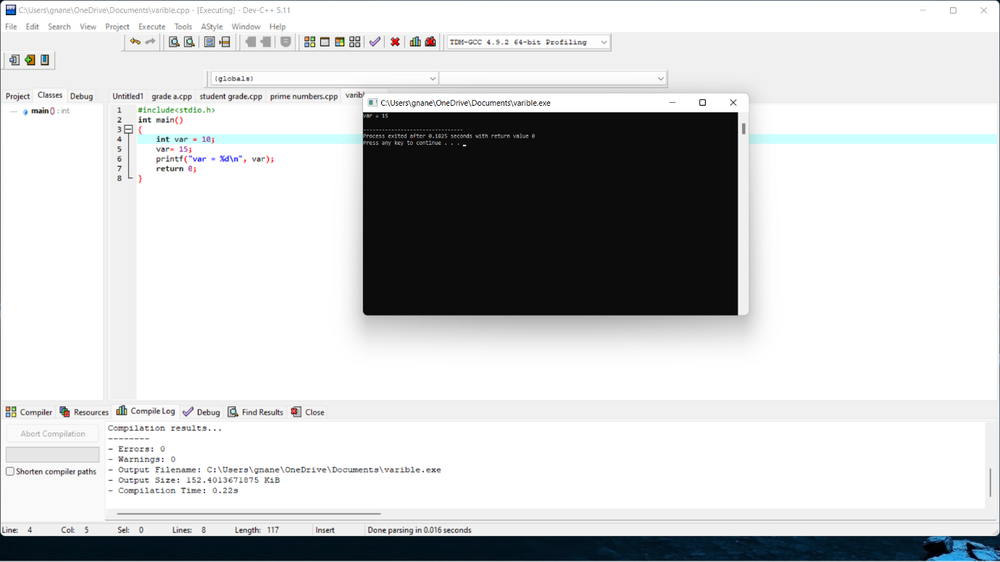 C:\Users\gnane\OneDrive\Documents\varible.cpp - [Executing] - Dev-C++ 5.11
File Edit Search View Project Execute Tools AStyle Window Help
TDM-GCC 4.9.2 64-bit Profiling
(globals)
Project Classes Debug
Untitled1 grade a.cpp student grade.cpp prime numbers.cpp
main () : int
1 #include<stdio.h>
2 int main()
3 {
4 int var = 10;
5 var= 15;
6 printf("var = %d\n", var);
7 return 0;
8 }
C:\Users\gnane\OneDrive\Documents\varible.exe
var = 15
--------------------------------
Process exited after 0.1825 seconds with return value 0
Press any key to continue . . .
Compiler Resources Compile Log Debug Find Results Close
Abort Compilation
Shorten compiler paths
Compilation results...
--------
- Errors: 0
- Warnings: 0
- Output Filename: C:\Users\gnane\OneDrive\Documents\varible.exe
- Output Size: 152.4013671875 KiB
- Compilation Time: 0.22s
Line: 4 Col: 5 Sel: 0 Lines: 8 Length: 117 Insert Done parsing in 0.016 seconds